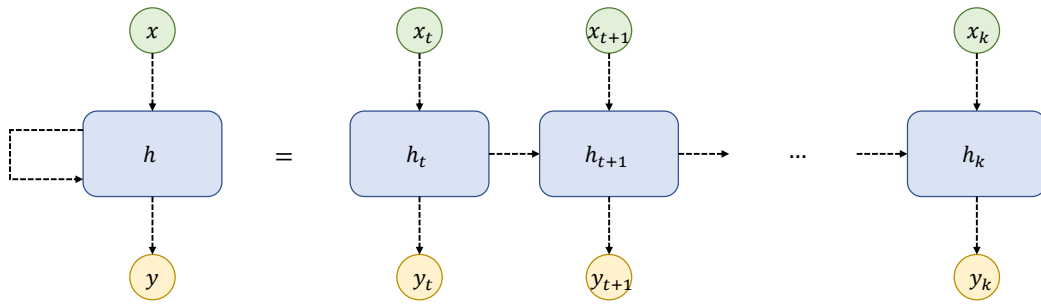 x x_t x_{t+1} x_k
h = h_t h_{t+1} ... h_k
y y_t y_{t+1} y_k